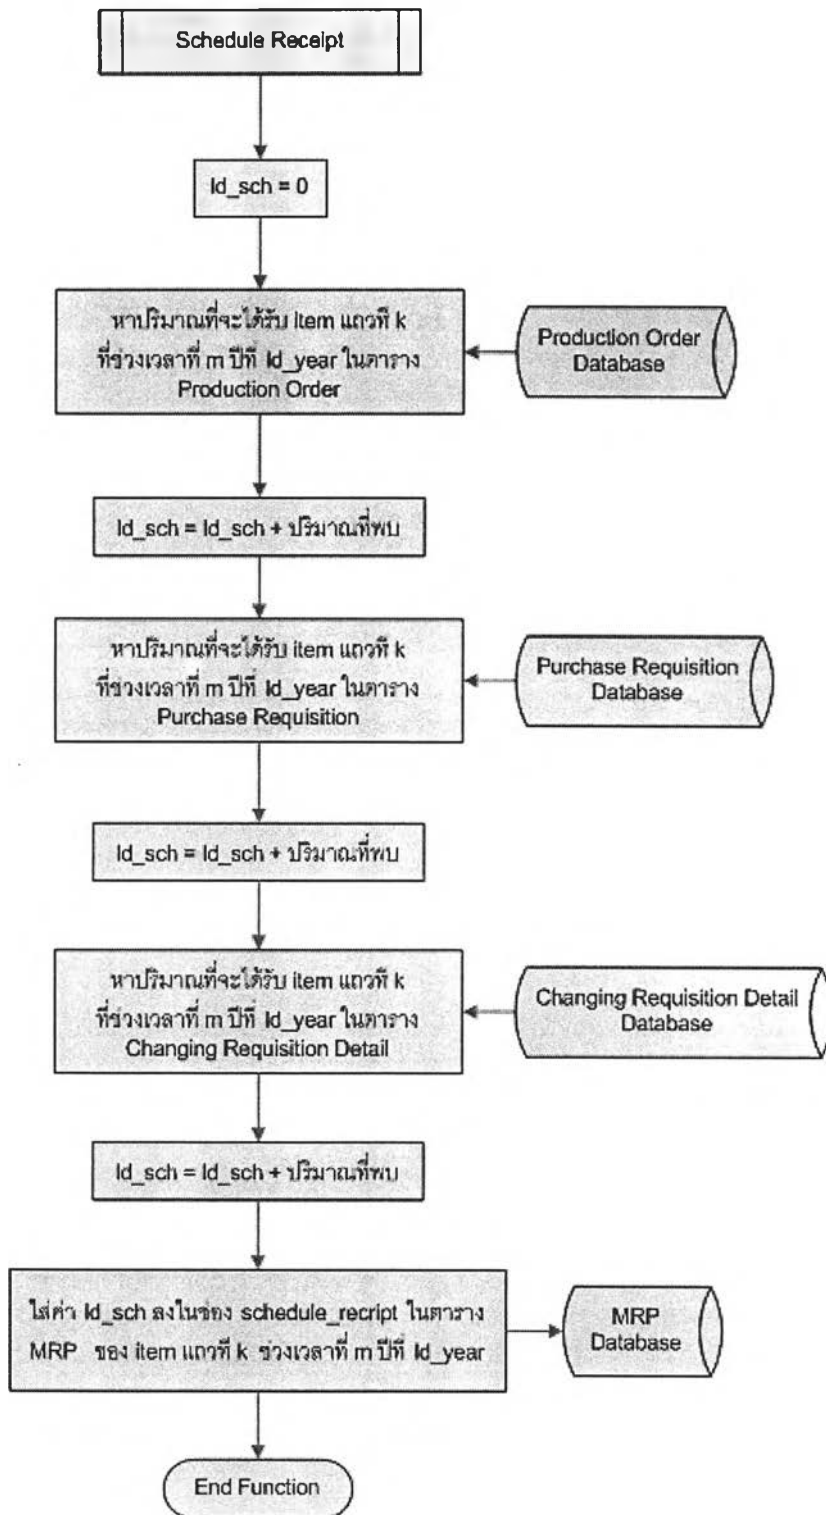 Schedule Receipt
ld_sch = 0
หาปริมาณที่จะได้รับ item แถวที่ k
ที่ช่วงเวลาที่ m ปีที่ ld_year ในตาราง
Production Order
Production Order
Database
ld_sch = ld_sch + ปริมาณที่พบ
หาปริมาณที่จะได้รับ item แถวที่ k
ที่ช่วงเวลาที่ m ปีที่ ld_year ในตาราง
Purchase Requisition
Purchase Requisition
Database
ld_sch = ld_sch + ปริมาณที่พบ
หาปริมาณที่จะได้รับ item แถวที่ k
ที่ช่วงเวลาที่ m ปีที่ ld_year ในตาราง
Changing Requisition Detail
Changing Requisition Detail
Database
ld_sch = ld_sch + ปริมาณที่พบ
ใส่ค่า ld_sch ลงในช่อง schedule_recript ในตาราง
MRP ของ item แถวที่ k ช่วงเวลาที่ m ปีที่ ld_year
MRP
Database
End Function